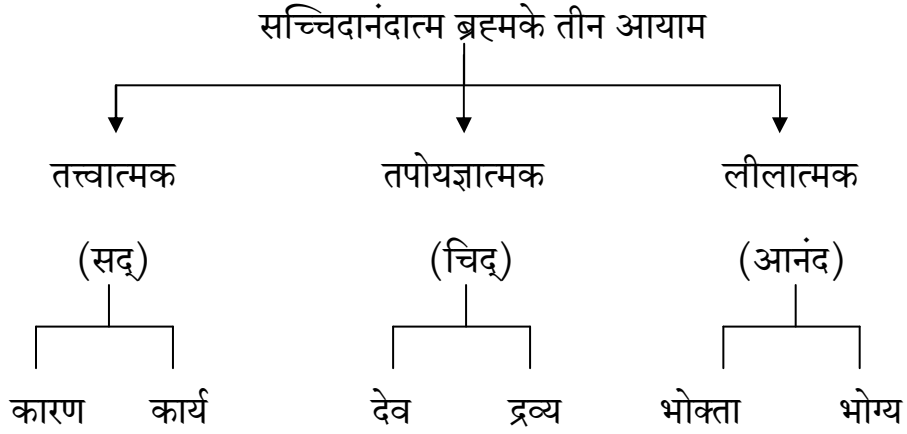 सच्चिदानंदात्म ब्रह्मके तीन आयाम
तत्त्वात्मक तपोयज्ञात्मक लीलात्मक
(सद्) (चिद्) (आनंद)
कारण कार्य देव द्रव्य भोक्ता भोग्य